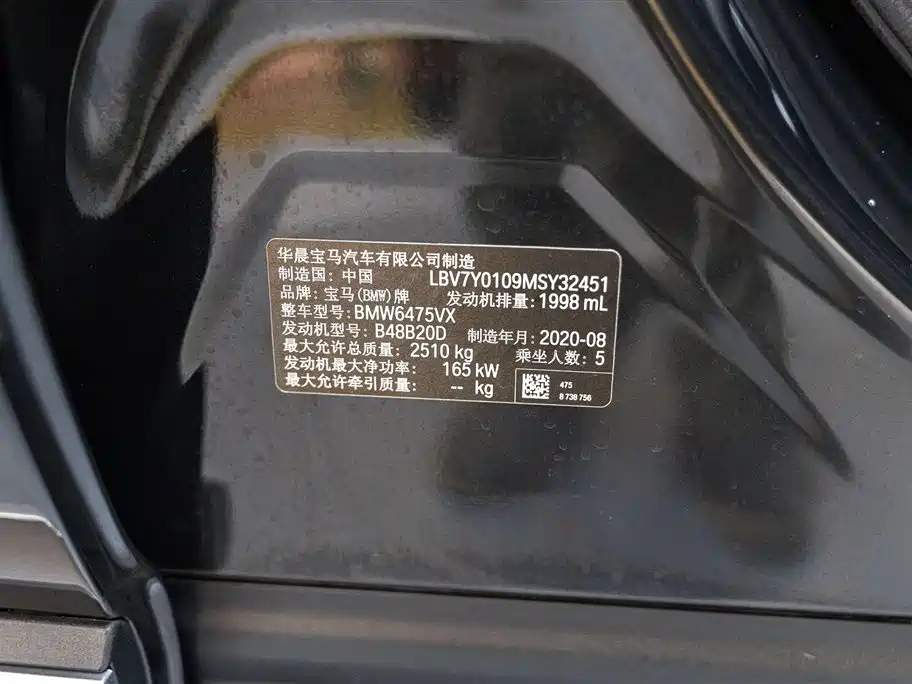 华晨宝马汽车有限公司制造
制造国: 中国 LBV7Y0109MSY32451
品牌: 宝马(BMW)牌 发动机排量: 1998 mL
整车型号: BMW6475VX
发动机型号: B48B20D 制造年月: 2020-08
最大允许总质量: 2510 kg 乘坐人数: 5
发动机最大净功率: 165 kW
最大允许牵引质量: -- kg
475
8 738 756